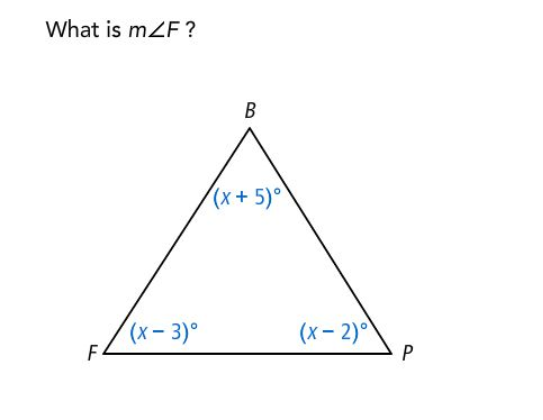 What is m∠F ?
B
(x + 5)°
(x − 3)° (x − 2)°
F P